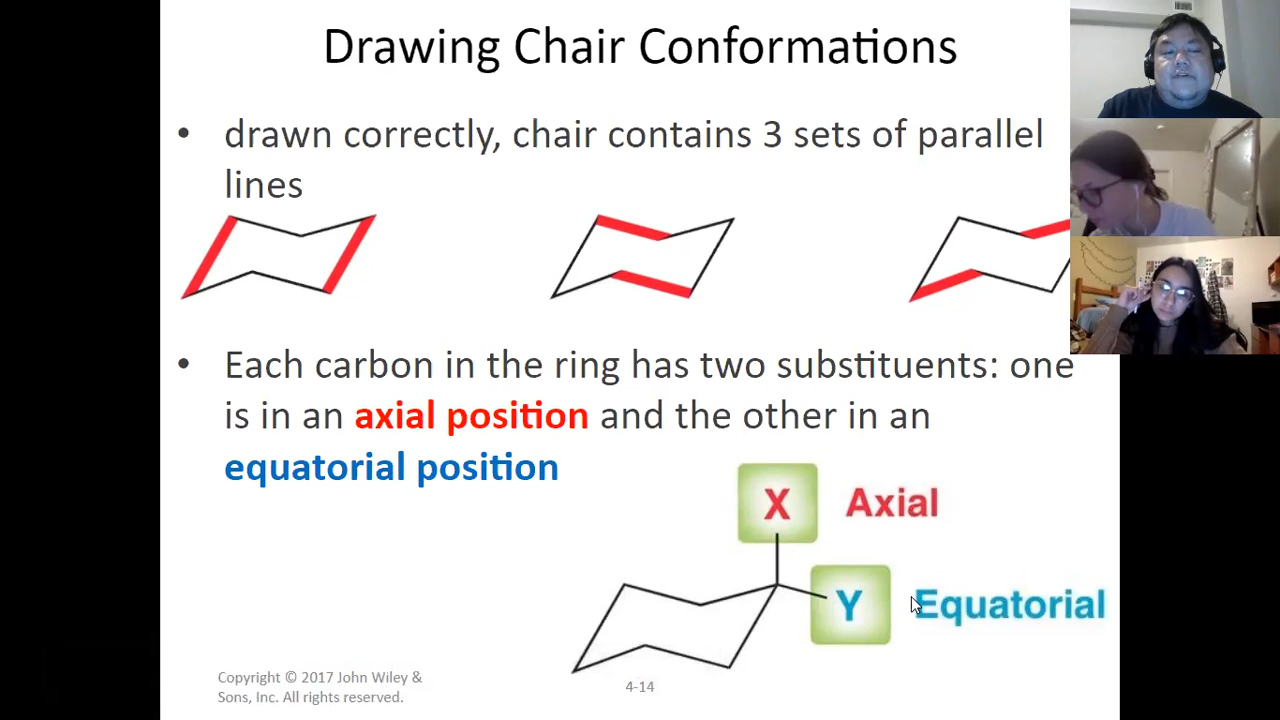 Drawing Chair Conformations
• drawn correctly, chair contains 3 sets of parallel
lines
• Each carbon in the ring has two substituents: one
is in an axial position and the other in an
equatorial position
X Axial
Y Equatorial
Copyright © 2017 John Wiley &
Sons, Inc. All rights reserved.
4-14